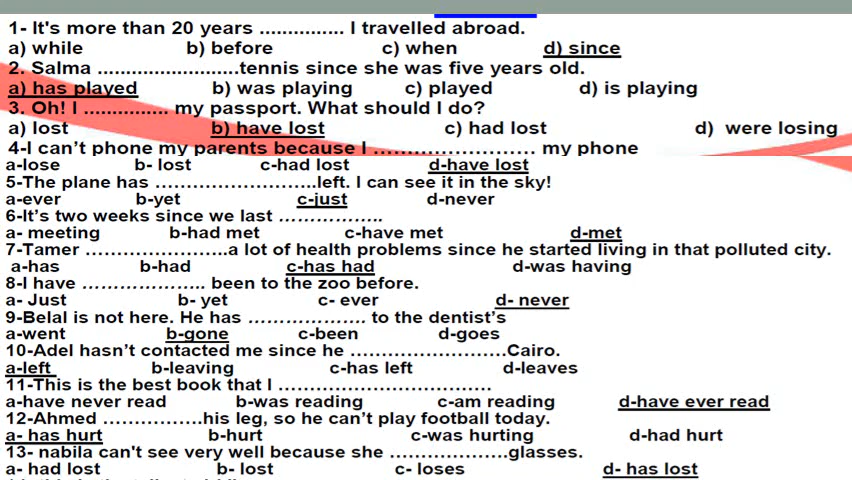 1- It's more than 20 years ............... I travelled abroad.
a) while b) before c) when d) since
2. Salma .........................tennis since she was five years old.
a) has played b) was playing c) played d) is playing
3. Oh! I ............... my passport. What should I do?
a) lost b) have lost c) had lost d) were losing
4-I can't phone my parents because I …………………… my phone
a-lose b- lost c-had lost d-have lost
5-The plane has ……………………..left. I can see it in the sky!
a-ever b-yet c-just d-never
6-It's two weeks since we last ……………..
a- meeting b-had met c-have met d-met
7-Tamer …………………..a lot of health problems since he started living in that polluted city.
a-has b-had c-has had d-was having
8-I have ……………….. been to the zoo before.
a- Just b- yet c- ever d- never
9-Belal is not here. He has ………………. to the dentist's
a-went b-gone c-been d-goes
10-Adel hasn't contacted me since he …………………….Cairo.
a-left b-leaving c-has left d-leaves
11-This is the best book that I ……………………………
a-have never read b-was reading c-am reading d-have ever read
12-Ahmed …………….his leg, so he can't play football today.
a- has hurt b-hurt c-was hurting d-had hurt
13- nabila can't see very well because she ……………….glasses.
a- had lost b- lost c- loses d- has lost